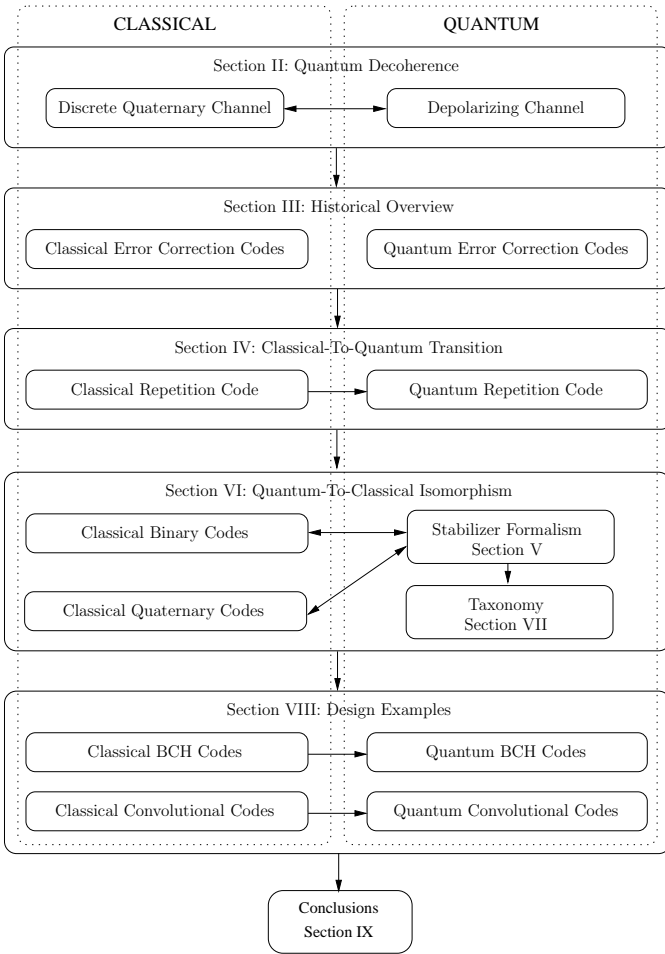 CLASSICAL
QUANTUM
Section II: Quantum Decoherence
Discrete Quaternary Channel
Depolarizing Channel
Section III: Historical Overview
Classical Error Correction Codes
Quantum Error Correction Codes
Section IV: Classical-To-Quantum Transition
Classical Repetition Code
Quantum Repetition Code
Section VI: Quantum-To-Classical Isomorphism
Classical Binary Codes
Stabilizer Formalism
Section V
Classical Quaternary Codes
Taxonomy
Section VII
Section VIII: Design Examples
Classical BCH Codes
Quantum BCH Codes
Classical Convolutional Codes
Quantum Convolutional Codes
Conclusions
Section IX